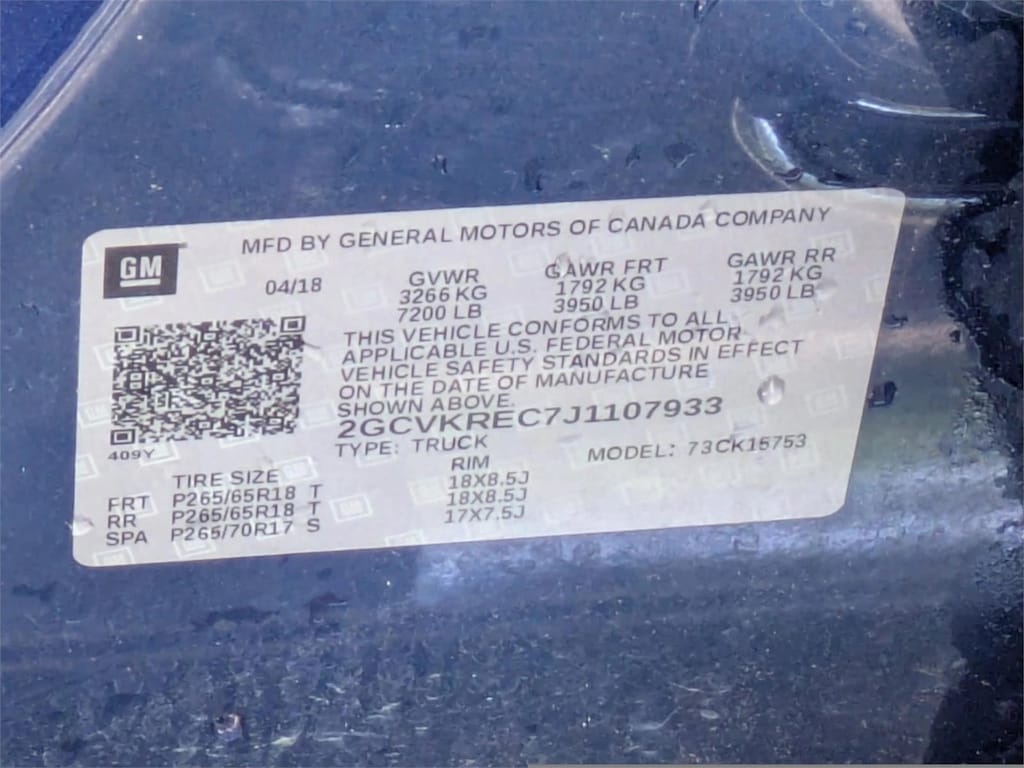 GM
MFD BY GENERAL MOTORS OF CANADA COMPANY
04/18
GVWR
3266 KG
7200 LB
GAWR FRT
1792 KG
3950 LB
GAWR RR
1792 KG
3950 LB
THIS VEHICLE CONFORMS TO ALL
APPLICABLE U.S. FEDERAL MOTOR
VEHICLE SAFETY STANDARDS IN EFFECT
ON THE DATE OF MANUFACTURE
SHOWN ABOVE.
2GCVKREC7J1107933
TYPE: TRUCK
MODEL: 73CK15753
409Y
TIRE SIZE RIM
FRT P265/65R18 T 18X8.5J
RR P265/65R18 T 18X8.5J
SPA P265/70R17 S 17X7.5J